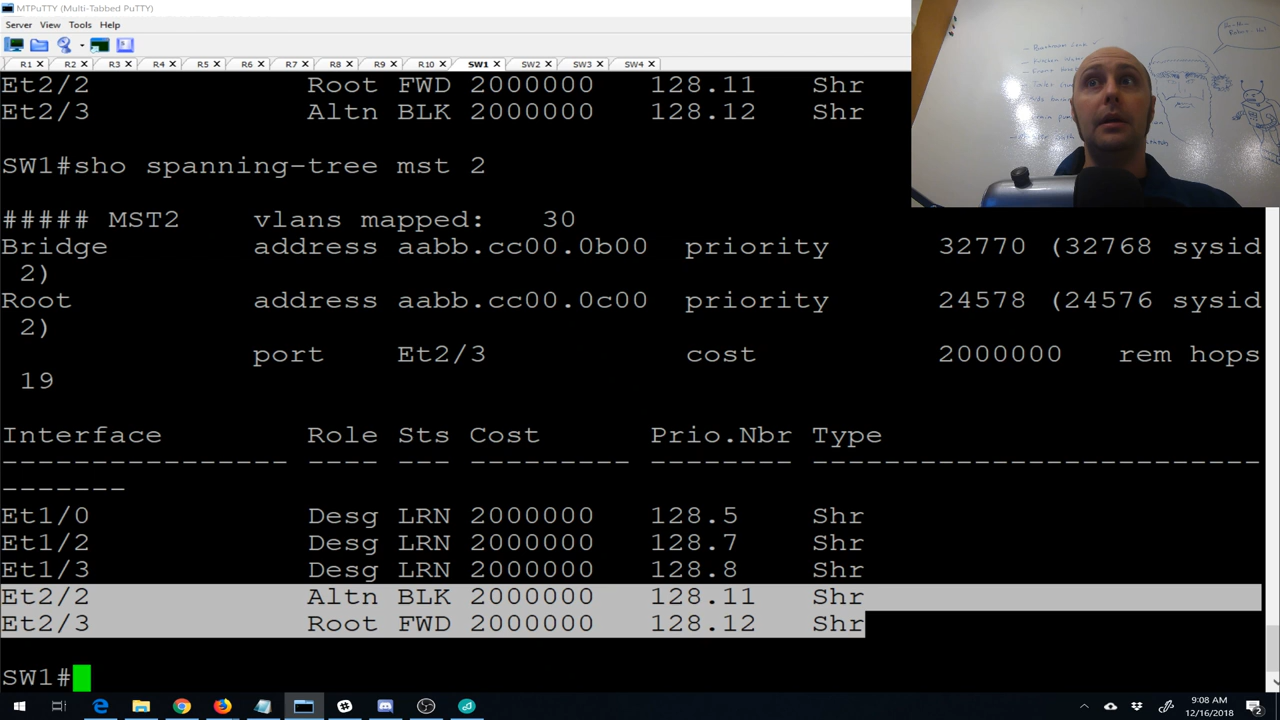 MTPuTTY (Multi-Tabbed PuTTY)
Server View Tools Help
R1 R2 R3 R4 R5 R6 R7 R8 R9 R10 SW1 SW2 SW3 SW4
Et2/2 Root FWD 2000000 128.11 Shr
Et2/3 Altn BLK 2000000 128.12 Shr
SW1#sho spanning-tree mst 2
##### MST2 vlans mapped: 30
Bridge address aabb.cc00.0b00 priority 32770 (32768 sysid
2)
Root address aabb.cc00.0c00 priority 24578 (24576 sysid
2)
port Et2/3 cost 2000000 rem hops
19
Interface Role Sts Cost Prio.Nbr Type
---------------- ---- --- --------- -------- -------------------------
-------
Et1/0 Desg LRN 2000000 128.5 Shr
Et1/2 Desg LRN 2000000 128.7 Shr
Et1/3 Desg LRN 2000000 128.8 Shr
Et2/2 Altn BLK 2000000 128.11 Shr
Et2/3 Root FWD 2000000 128.12 Shr
SW1#
9:08 AM
12/16/2018
2